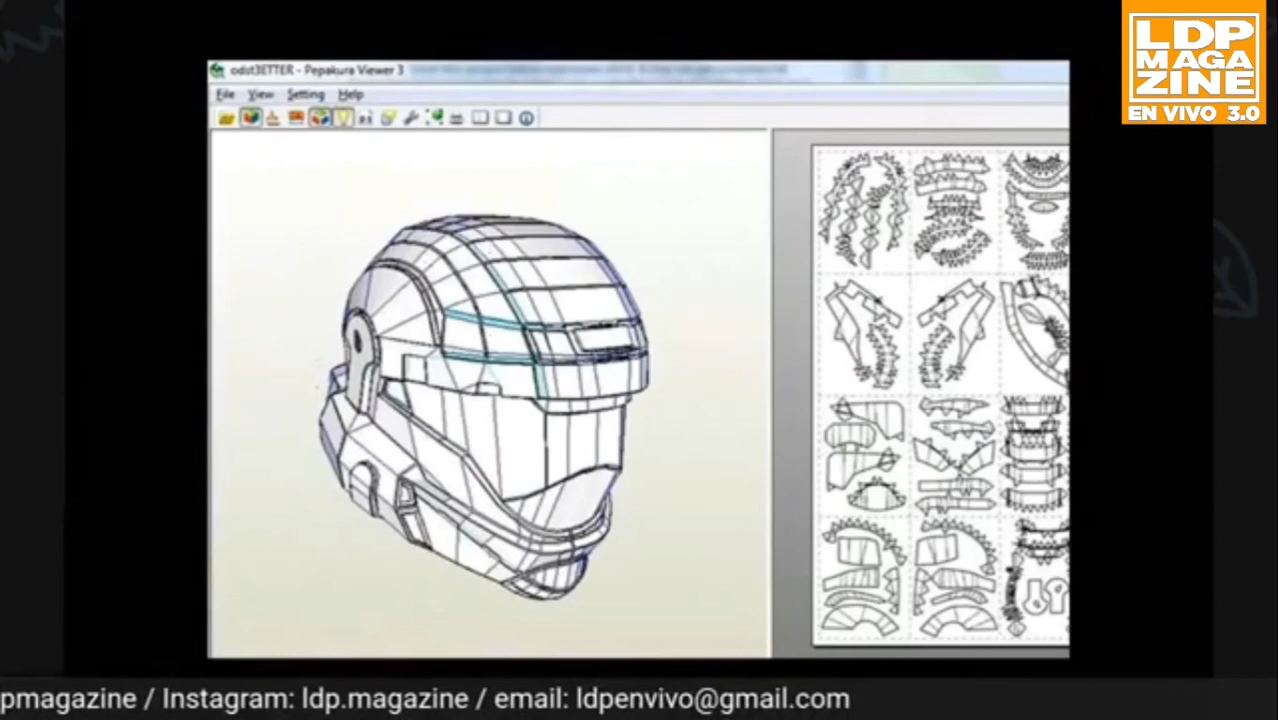 LDP
MAGA
ZINE
EN VIVO 3.0
odst3ETTER - Pepakura Viewer 3
File View Setting Help
pmagazine / Instagram: ldp.magazine / email: ldpenvivo@gmail.com